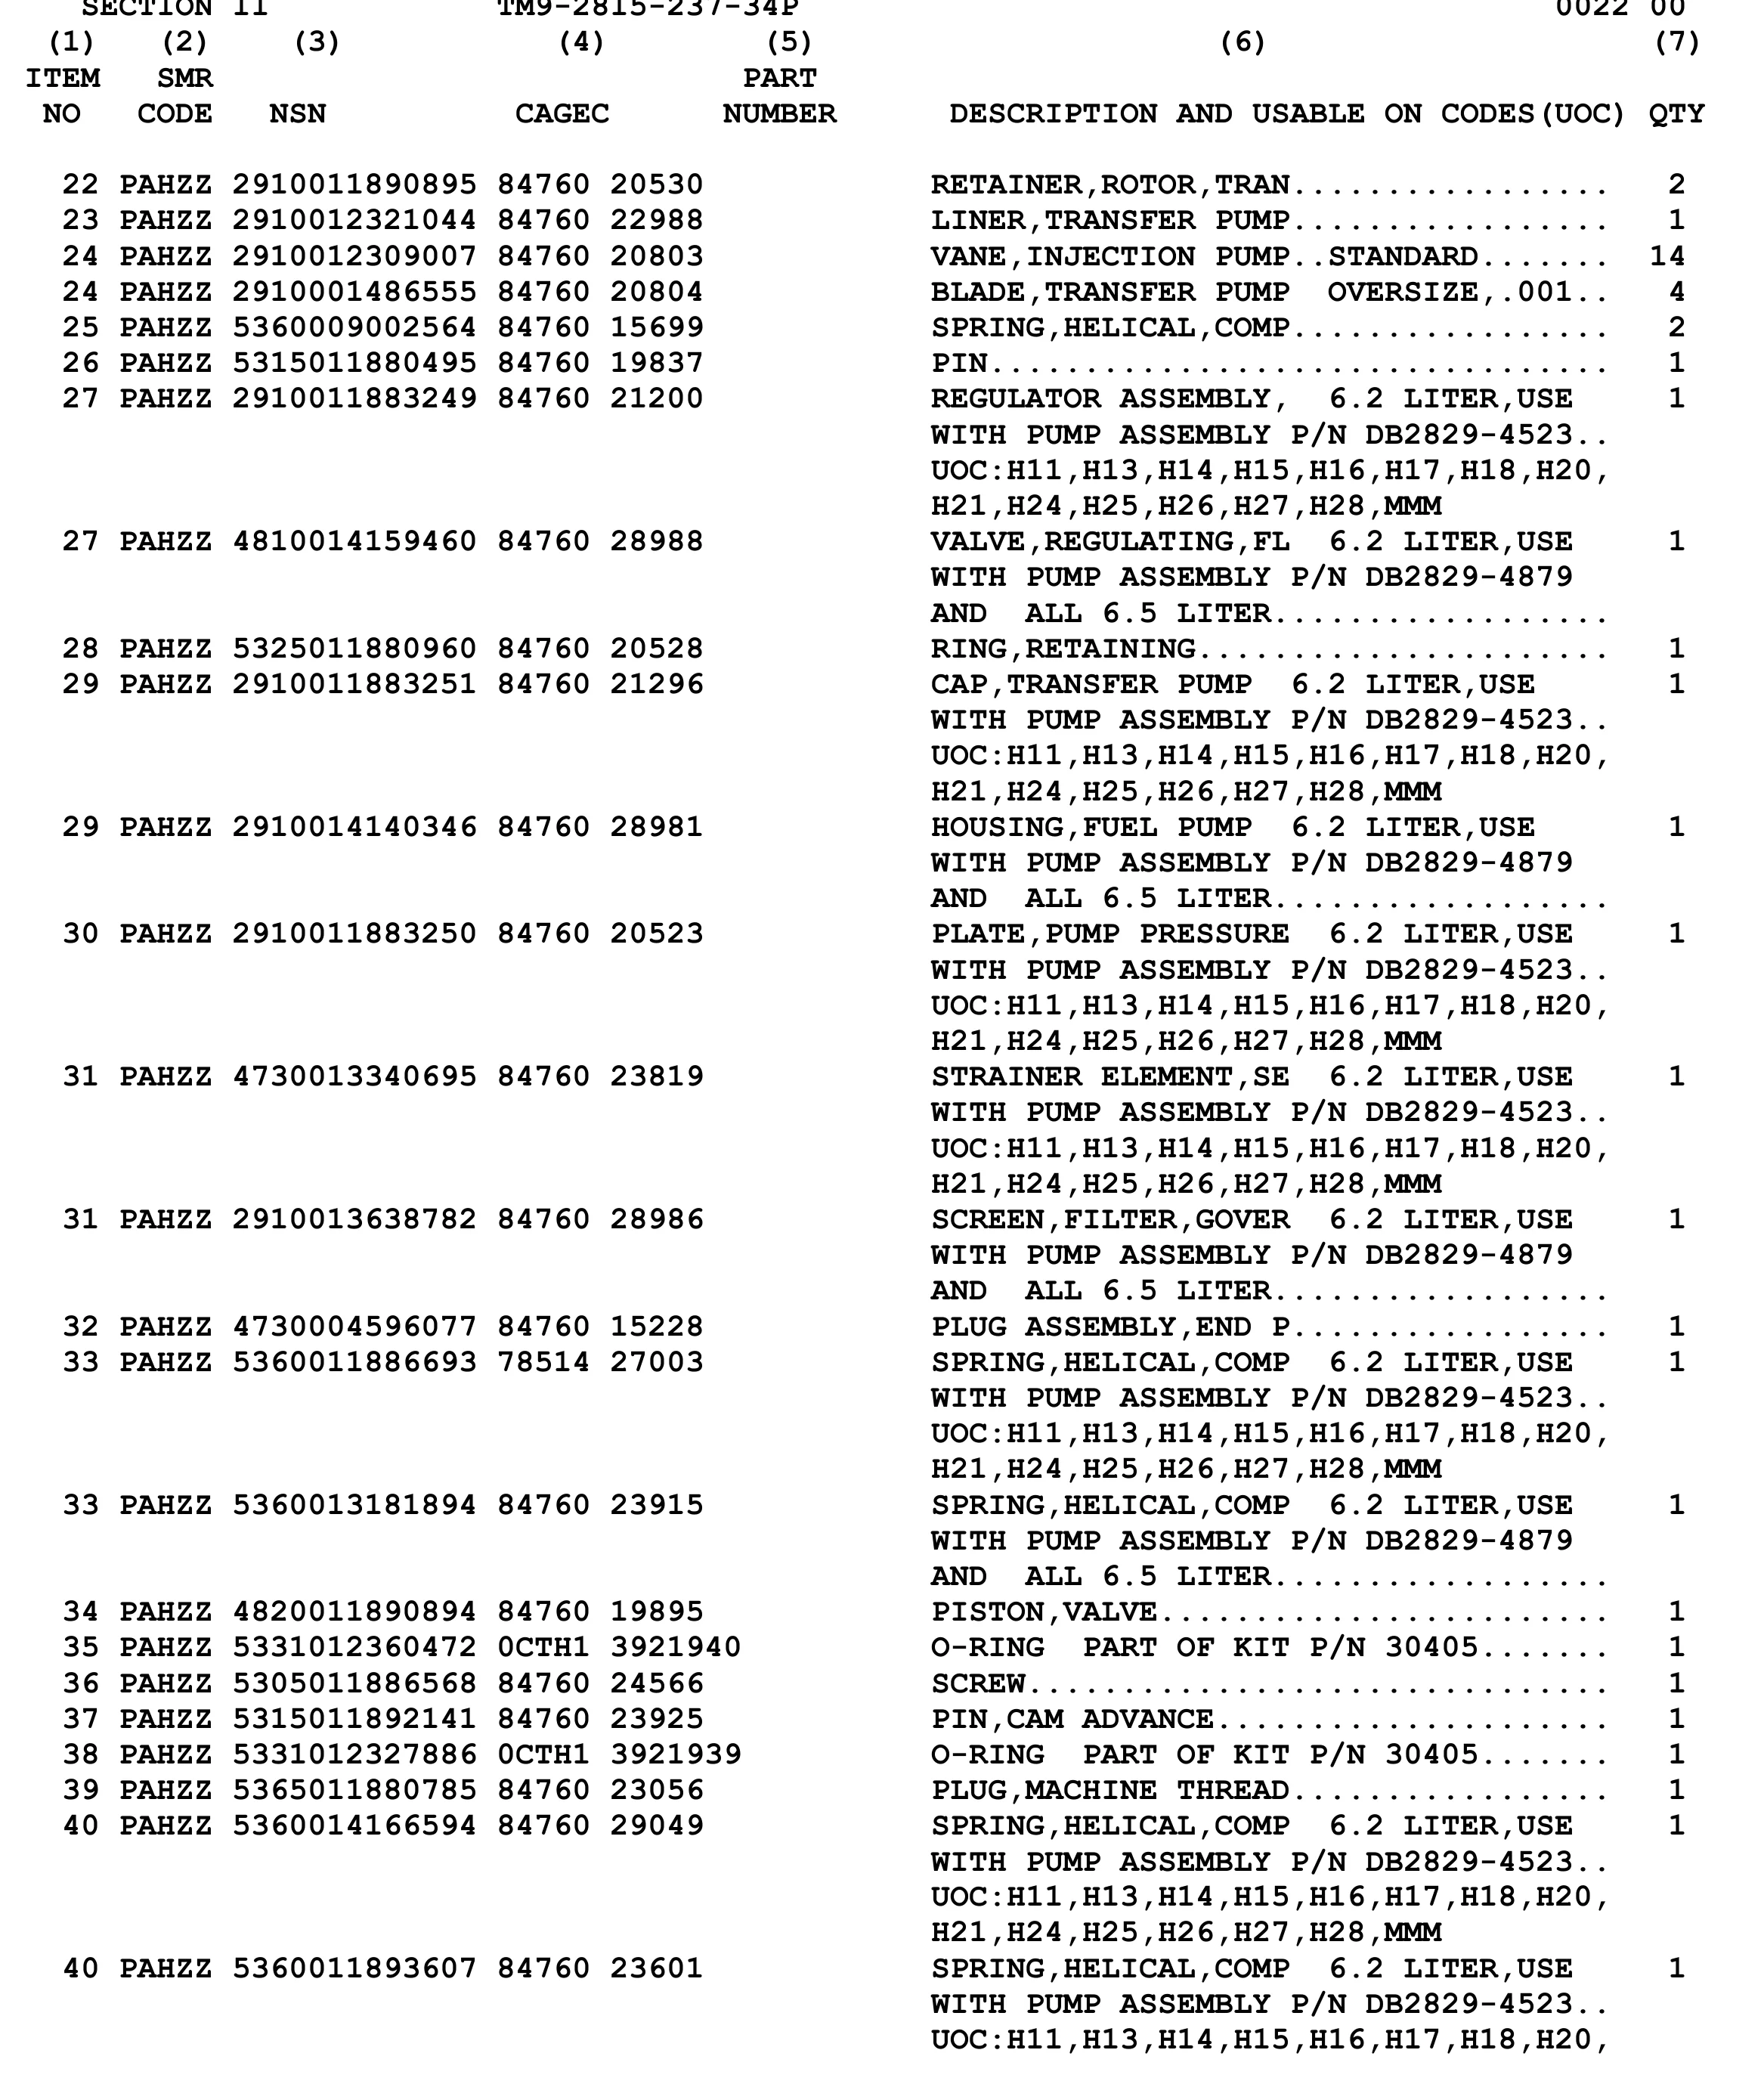 SECTION II TM9-2815-237-34P 0022 00
(1) (2) (3) (4) (5) (6) (7)
ITEM SMR PART
NO CODE NSN CAGEC NUMBER DESCRIPTION AND USABLE ON CODES(UOC) QTY
22 PAHZZ 2910011890895 84760 20530 RETAINER,ROTOR,TRAN................. 2
23 PAHZZ 2910012321044 84760 22988 LINER,TRANSFER PUMP................. 1
24 PAHZZ 2910012309007 84760 20803 VANE,INJECTION PUMP..STANDARD....... 14
24 PAHZZ 2910001486555 84760 20804 BLADE,TRANSFER PUMP OVERSIZE,.001.. 4
25 PAHZZ 5360009002564 84760 15699 SPRING,HELICAL,COMP................. 2
26 PAHZZ 5315011880495 84760 19837 PIN................................. 1
27 PAHZZ 2910011883249 84760 21200 REGULATOR ASSEMBLY, 6.2 LITER,USE 1
WITH PUMP ASSEMBLY P/N DB2829-4523..
UOC:H11,H13,H14,H15,H16,H17,H18,H20,
H21,H24,H25,H26,H27,H28,MMM
27 PAHZZ 4810014159460 84760 28988 VALVE,REGULATING,FL 6.2 LITER,USE 1
WITH PUMP ASSEMBLY P/N DB2829-4879
AND ALL 6.5 LITER..................
28 PAHZZ 5325011880960 84760 20528 RING,RETAINING...................... 1
29 PAHZZ 2910011883251 84760 21296 CAP,TRANSFER PUMP 6.2 LITER,USE 1
WITH PUMP ASSEMBLY P/N DB2829-4523..
UOC:H11,H13,H14,H15,H16,H17,H18,H20,
H21,H24,H25,H26,H27,H28,MMM
29 PAHZZ 2910014140346 84760 28981 HOUSING,FUEL PUMP 6.2 LITER,USE 1
WITH PUMP ASSEMBLY P/N DB2829-4879
AND ALL 6.5 LITER..................
30 PAHZZ 2910011883250 84760 20523 PLATE,PUMP PRESSURE 6.2 LITER,USE 1
WITH PUMP ASSEMBLY P/N DB2829-4523..
UOC:H11,H13,H14,H15,H16,H17,H18,H20,
H21,H24,H25,H26,H27,H28,MMM
31 PAHZZ 4730013340695 84760 23819 STRAINER ELEMENT,SE 6.2 LITER,USE 1
WITH PUMP ASSEMBLY P/N DB2829-4523..
UOC:H11,H13,H14,H15,H16,H17,H18,H20,
H21,H24,H25,H26,H27,H28,MMM
31 PAHZZ 2910013638782 84760 28986 SCREEN,FILTER,GOVER 6.2 LITER,USE 1
WITH PUMP ASSEMBLY P/N DB2829-4879
AND ALL 6.5 LITER..................
32 PAHZZ 4730004596077 84760 15228 PLUG ASSEMBLY,END P................. 1
33 PAHZZ 5360011886693 78514 27003 SPRING,HELICAL,COMP 6.2 LITER,USE 1
WITH PUMP ASSEMBLY P/N DB2829-4523..
UOC:H11,H13,H14,H15,H16,H17,H18,H20,
H21,H24,H25,H26,H27,H28,MMM
33 PAHZZ 5360013181894 84760 23915 SPRING,HELICAL,COMP 6.2 LITER,USE 1
WITH PUMP ASSEMBLY P/N DB2829-4879
AND ALL 6.5 LITER..................
34 PAHZZ 4820011890894 84760 19895 PISTON,VALVE........................ 1
35 PAHZZ 5331012360472 0CTH1 3921940 O-RING PART OF KIT P/N 30405....... 1
36 PAHZZ 5305011886568 84760 24566 SCREW............................... 1
37 PAHZZ 5315011892141 84760 23925 PIN,CAM ADVANCE..................... 1
38 PAHZZ 5331012327886 0CTH1 3921939 O-RING PART OF KIT P/N 30405....... 1
39 PAHZZ 5365011880785 84760 23056 PLUG,MACHINE THREAD................. 1
40 PAHZZ 5360014166594 84760 29049 SPRING,HELICAL,COMP 6.2 LITER,USE 1
WITH PUMP ASSEMBLY P/N DB2829-4523..
UOC:H11,H13,H14,H15,H16,H17,H18,H20,
H21,H24,H25,H26,H27,H28,MMM
40 PAHZZ 5360011893607 84760 23601 SPRING,HELICAL,COMP 6.2 LITER,USE 1
WITH PUMP ASSEMBLY P/N DB2829-4523..
UOC:H11,H13,H14,H15,H16,H17,H18,H20,